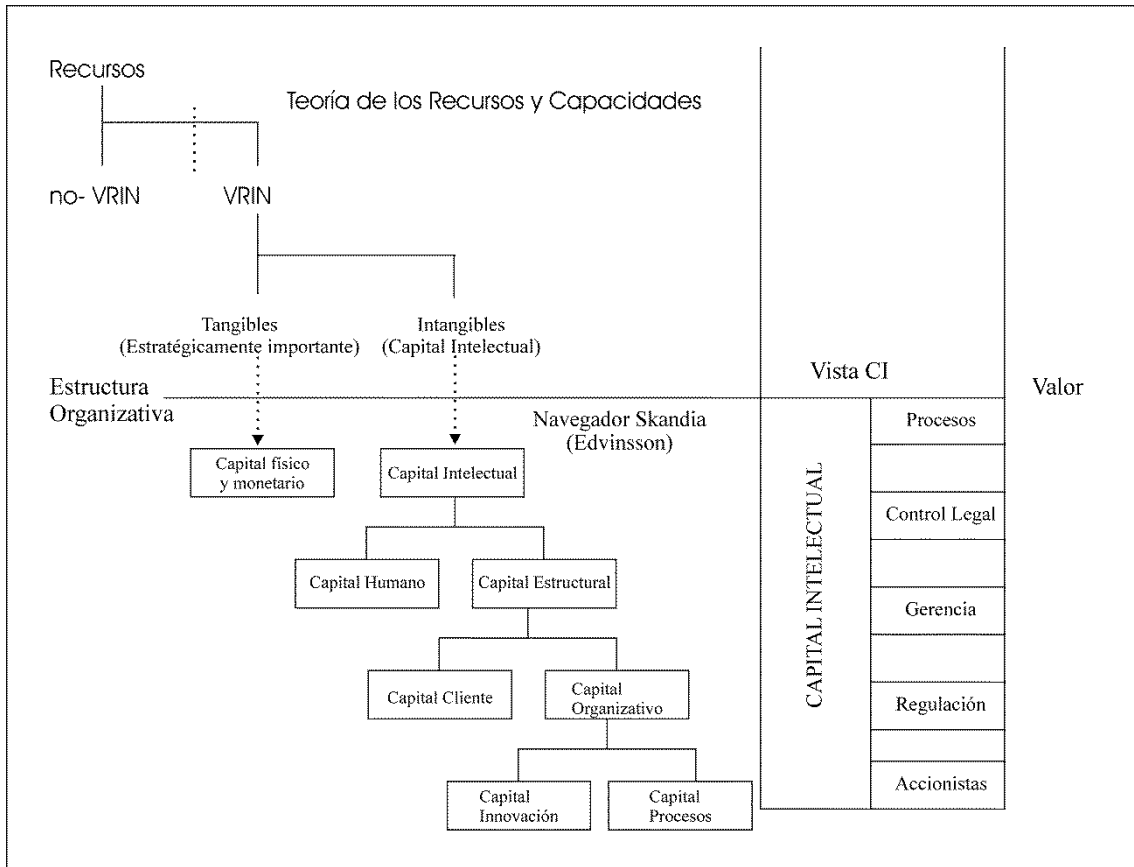 Recursos
Teoría de los Recursos y Capacidades
no- VRIN
VRIN
Tangibles
(Estratégicamente importante)
Intangibles
(Capital Intelectual)
Estructura
Organizativa
Vista CI
Valor
Navegador Skandia
(Edvinsson)
Capital físico
y monetario
Capital Intelectual
Capital Humano
Capital Estructural
Capital Cliente
Capital
Organizativo
Capital
Innovación
Capital
Procesos
CAPITAL INTELECTUAL
Procesos
Control Legal
Gerencia
Regulación
Accionistas